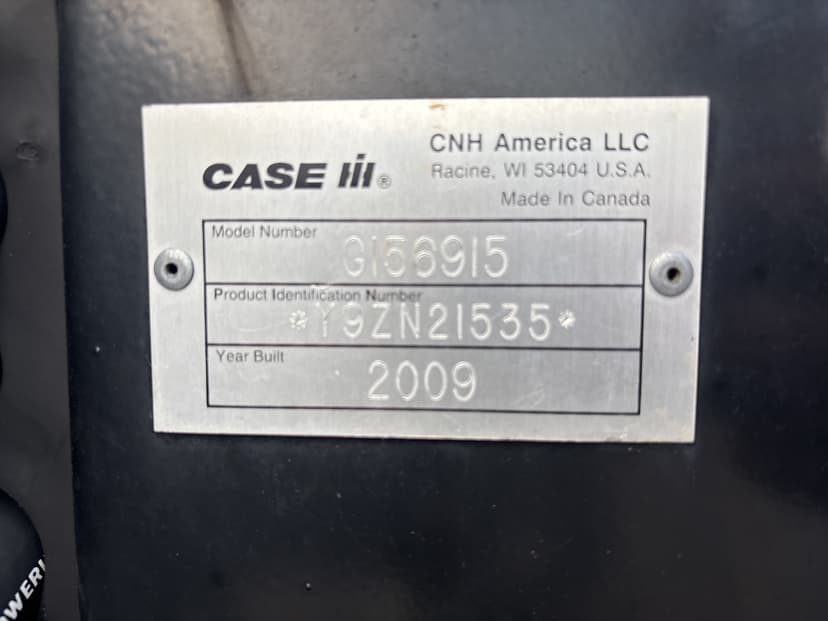 CASE IH®
CNH America LLC
Racine, WI 53404 U.S.A.
Made In Canada
Model Number
G156915
Product Identification Number
*Y9ZN21535*
Year Built
2009